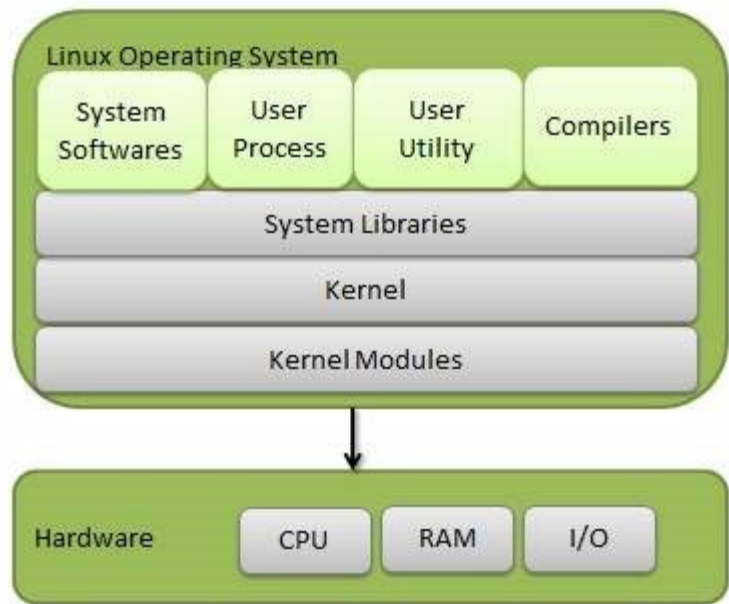 Linux Operating System
System
Softwares
User
Process
User
Utility
Compilers
System Libraries
Kernel
Kernel Modules
Hardware
CPU
RAM
I/O